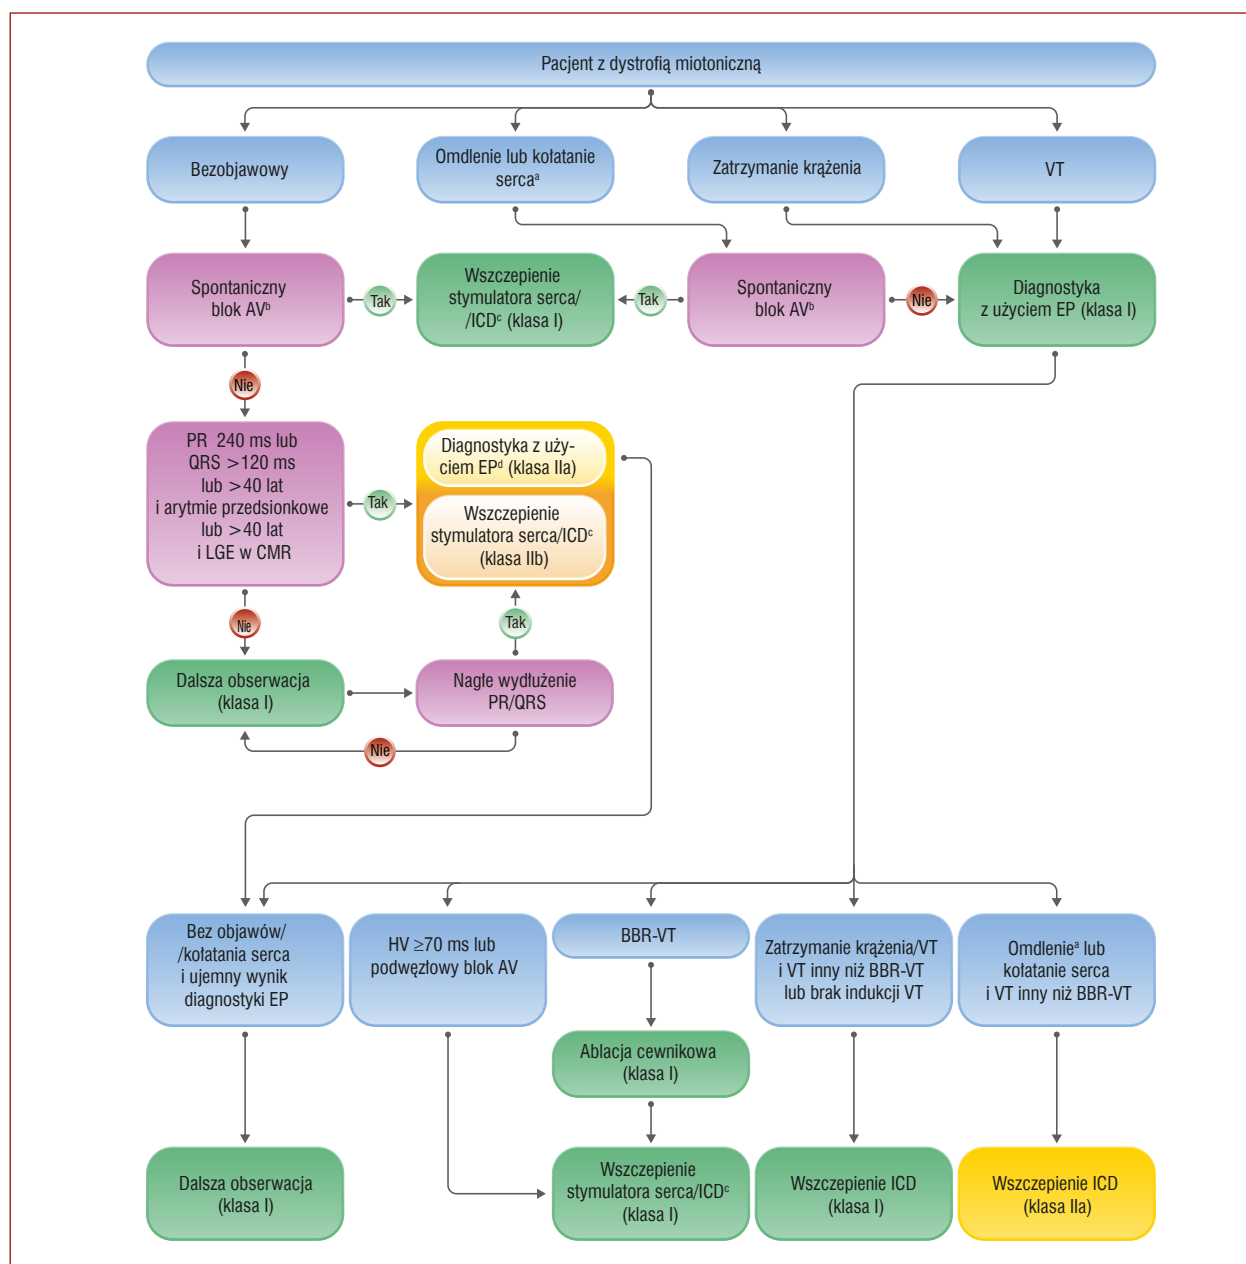 Pacjent z dystrofią miotoniczną
Bezobjawowy
Omdlenie lub kołatanie
sercaᵃ
Zatrzymanie krążenia
VT
Spontaniczny
blok AVᵇ
Tak
Wszczepienie
stymulatora serca/
/ICDᶜ (klasa I)
Tak
Spontaniczny
blok AVᵇ
Nie
Diagnostyka
z użyciem EP (klasa I)
Nie
PR 240 ms lub
QRS >120 ms
lub >40 lat
i arytmie przedsionkowe
lub >40 lat
i LGE w CMR
Tak
Diagnostyka z uży-
ciem EPᵈ (klasa IIa)
Wszczepienie
stymulatora serca/ICDᶜ
(klasa IIb)
Nie
Tak
Dalsza obserwacja
(klasa I)
Nagłe wydłużenie
PR/QRS
Nie
Bez objawów/
/kołatania serca
i ujemny wynik
diagnostyki EP
HV ≥70 ms lub
podwęzłowy blok AV
BBR-VT
Zatrzymanie krążenia/VT
i VT inny niż BBR-VT
lub brak indukcji VT
Omdlenieᵃ lub
kołatanie serca
i VT inny niż BBR-VT
Ablacja cewnikowa
(klasa I)
Dalsza obserwacja
(klasa I)
Wszczepienie
stymulatora serca/ICDᶜ
(klasa I)
Wszczepienie ICD
(klasa I)
Wszczepienie ICD
(klasa IIa)